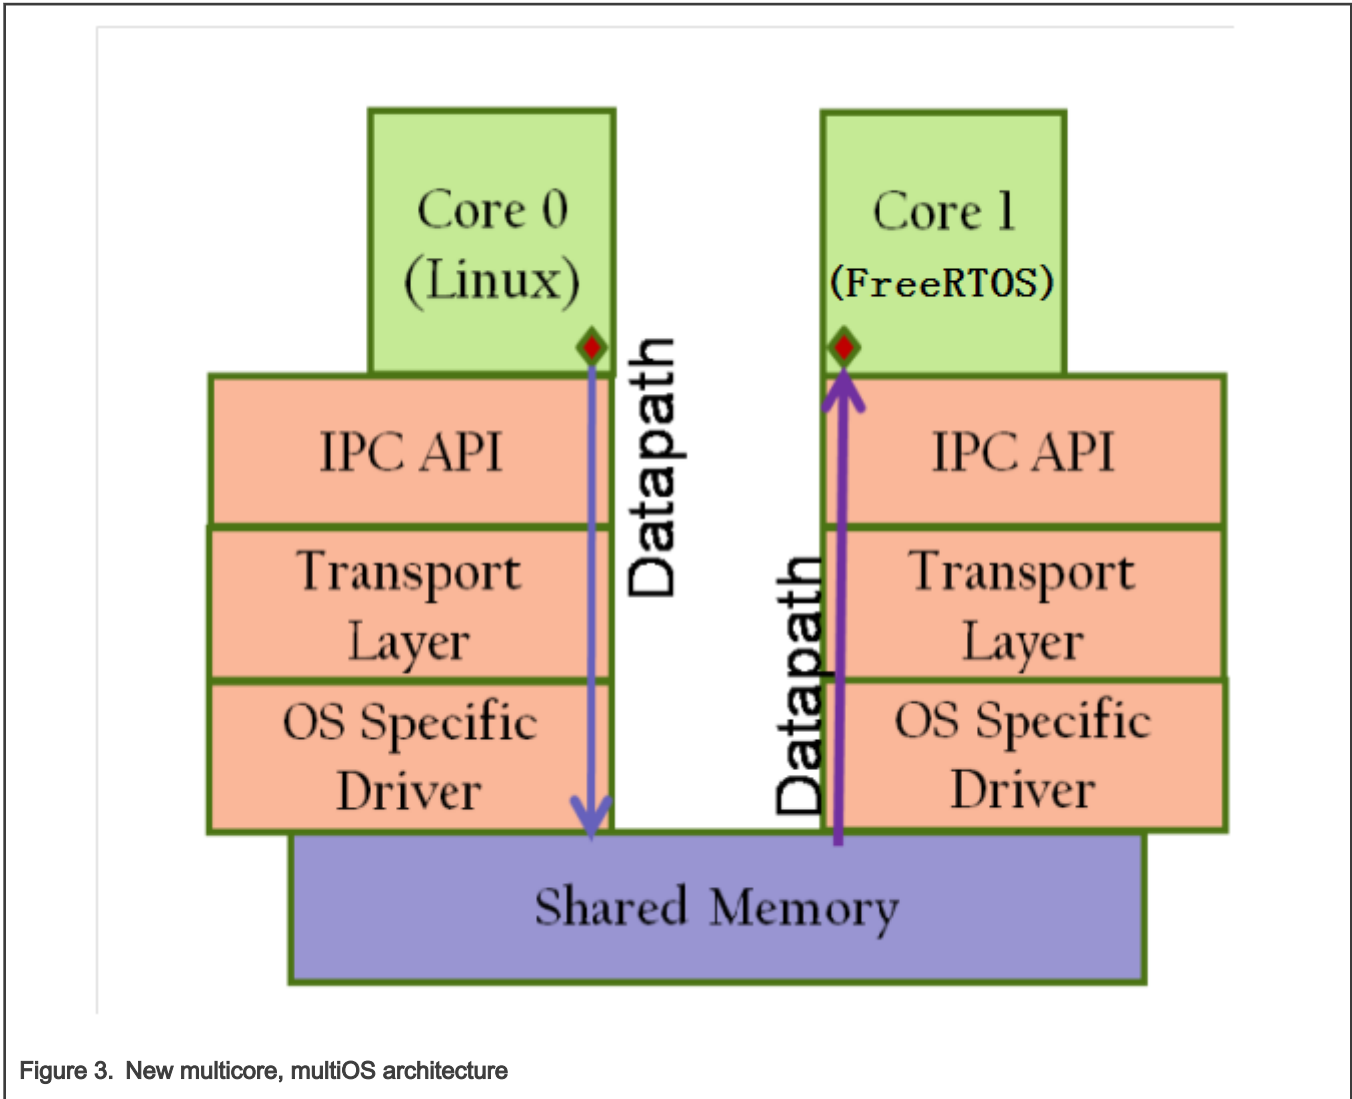 Core 0
(Linux)
Core 1
(FreeRTOS)
Datapath
IPC API
IPC API
Transport
Layer
Transport
Layer
Datapath
OS Specific
Driver
OS Specific
Driver
Shared Memory
Figure 3. New multicore, multiOS architecture